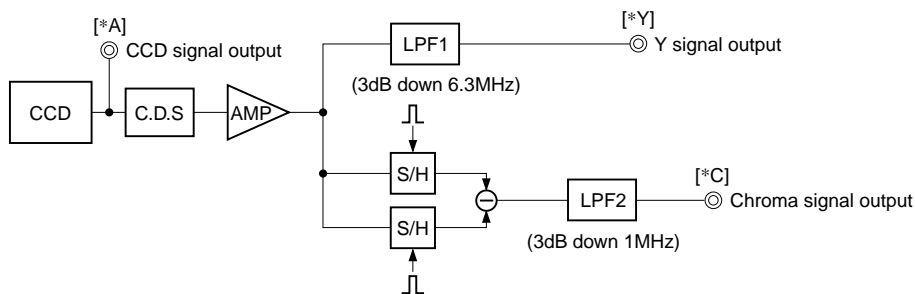 [*A]
CCD signal output
[*Y]
Y signal output
LPF1
(3dB down 6.3MHz)
CCD
C.D.S
AMP
S/H
S/H
[*C]
Chroma signal output
LPF2
(3dB down 1MHz)